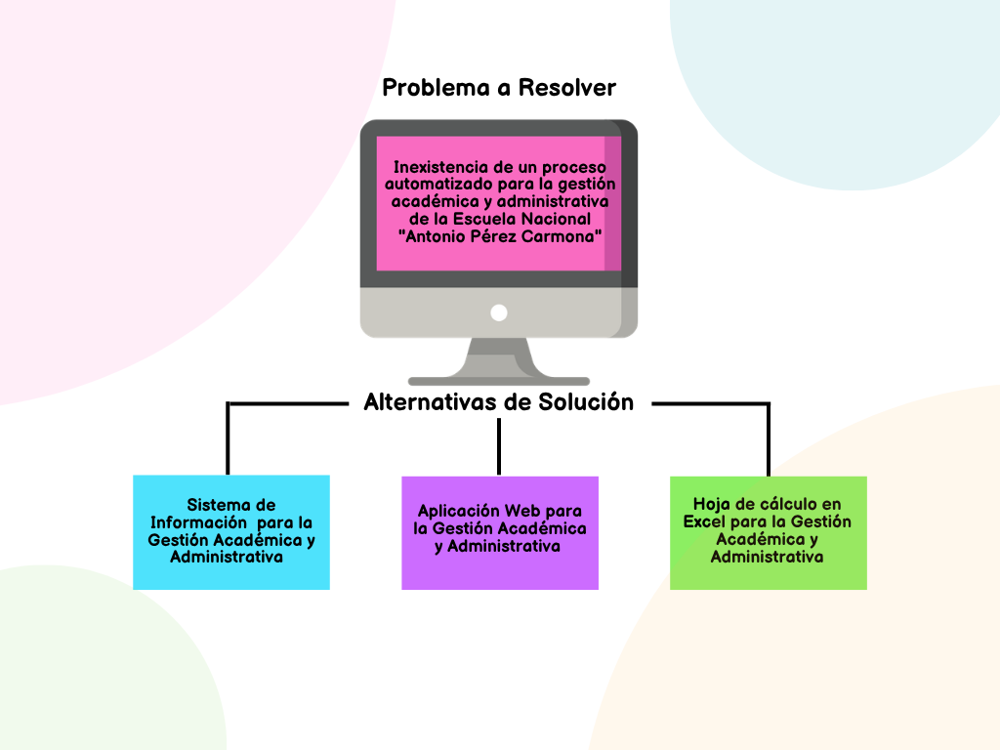 Problema a Resolver
Inexistencia de un proceso
automatizado para la gestión
académica y administrativa
de la Escuela Nacional
"Antonio Pérez Carmona"
Alternativas de Solución
Sistema de
Información para la
Gestión Académica y
Administrativa
Aplicación Web para
la Gestión Académica
y Administrativa
Hoja de cálculo en
Excel para la Gestión
Académica y
Administrativa